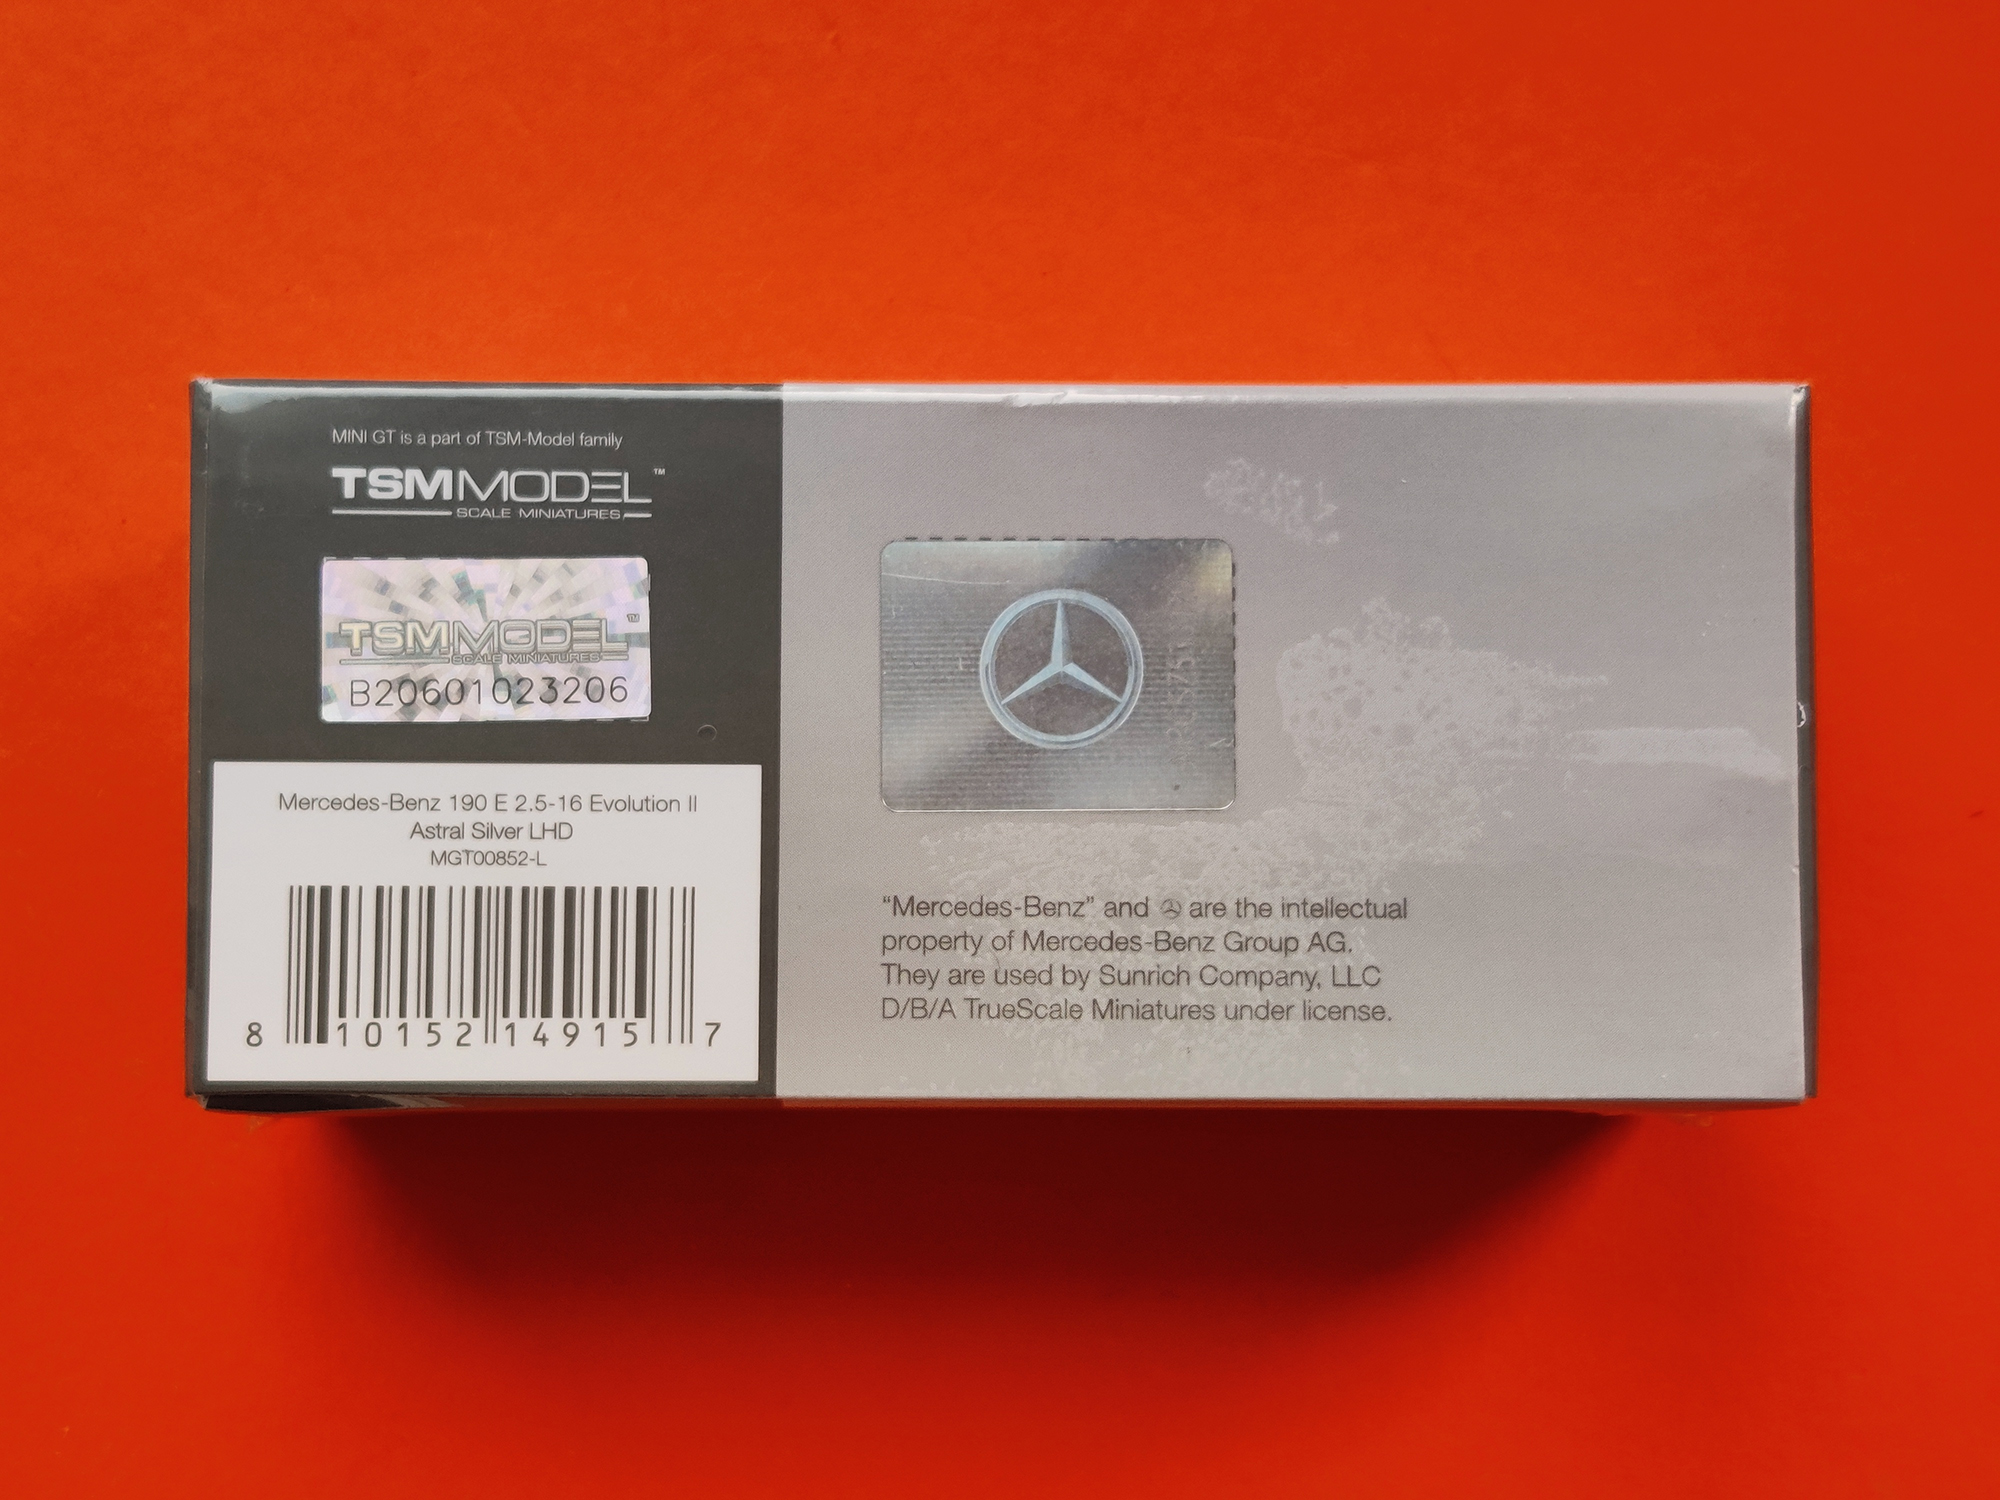 MINI GT is a part of TSM-Model family
TSMMODEL™
SCALE MINIATURES
TSMMODEL™
SCALE MINIATURES
B20601023206
Mercedes-Benz 190 E 2.5-16 Evolution II
Astral Silver LHD
MGT00852-L
8 10152 14915 7
“Mercedes-Benz” and are the intellectual
property of Mercedes-Benz Group AG.
They are used by Sunrich Company, LLC
D/B/A TrueScale Miniatures under license.